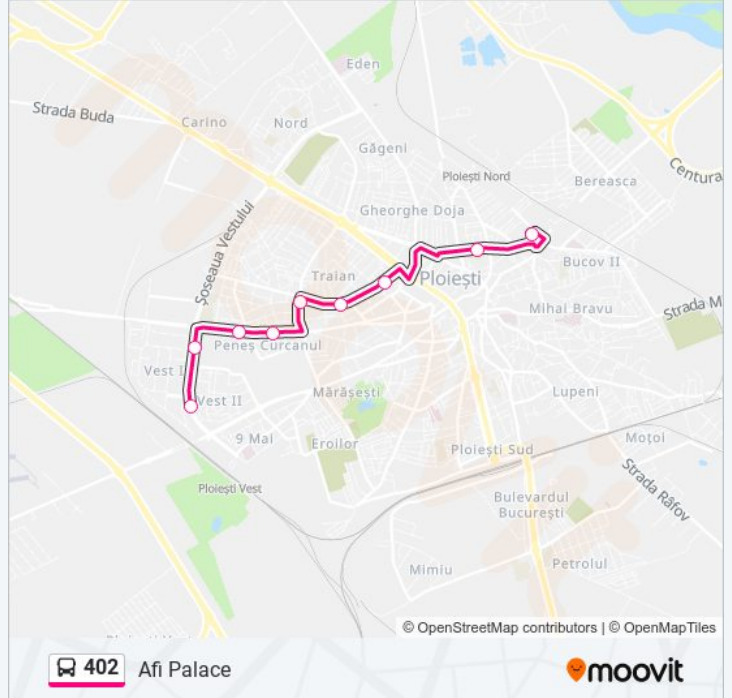 Eden
Strada Buda
Carino
Nord
Găgeni
Ploiești Nord
Centura
Bereasca
Gheorghe Doja
Șoseaua Vestului
Bucov II
Traian
Ploiești
Mihai Bravu
Strada M
Peneș Curcanul
Vest I
Vest II
Mărășești
Lupeni
9 Mai
Eroilor
Moțoi
Ploiești Sud
Strada Râfov
Ploiești Vest
Bulevardul
București
Petrolul
Mimiu
© OpenStreetMap contributors | © OpenMapTiles
402 Afi Palace
moovit